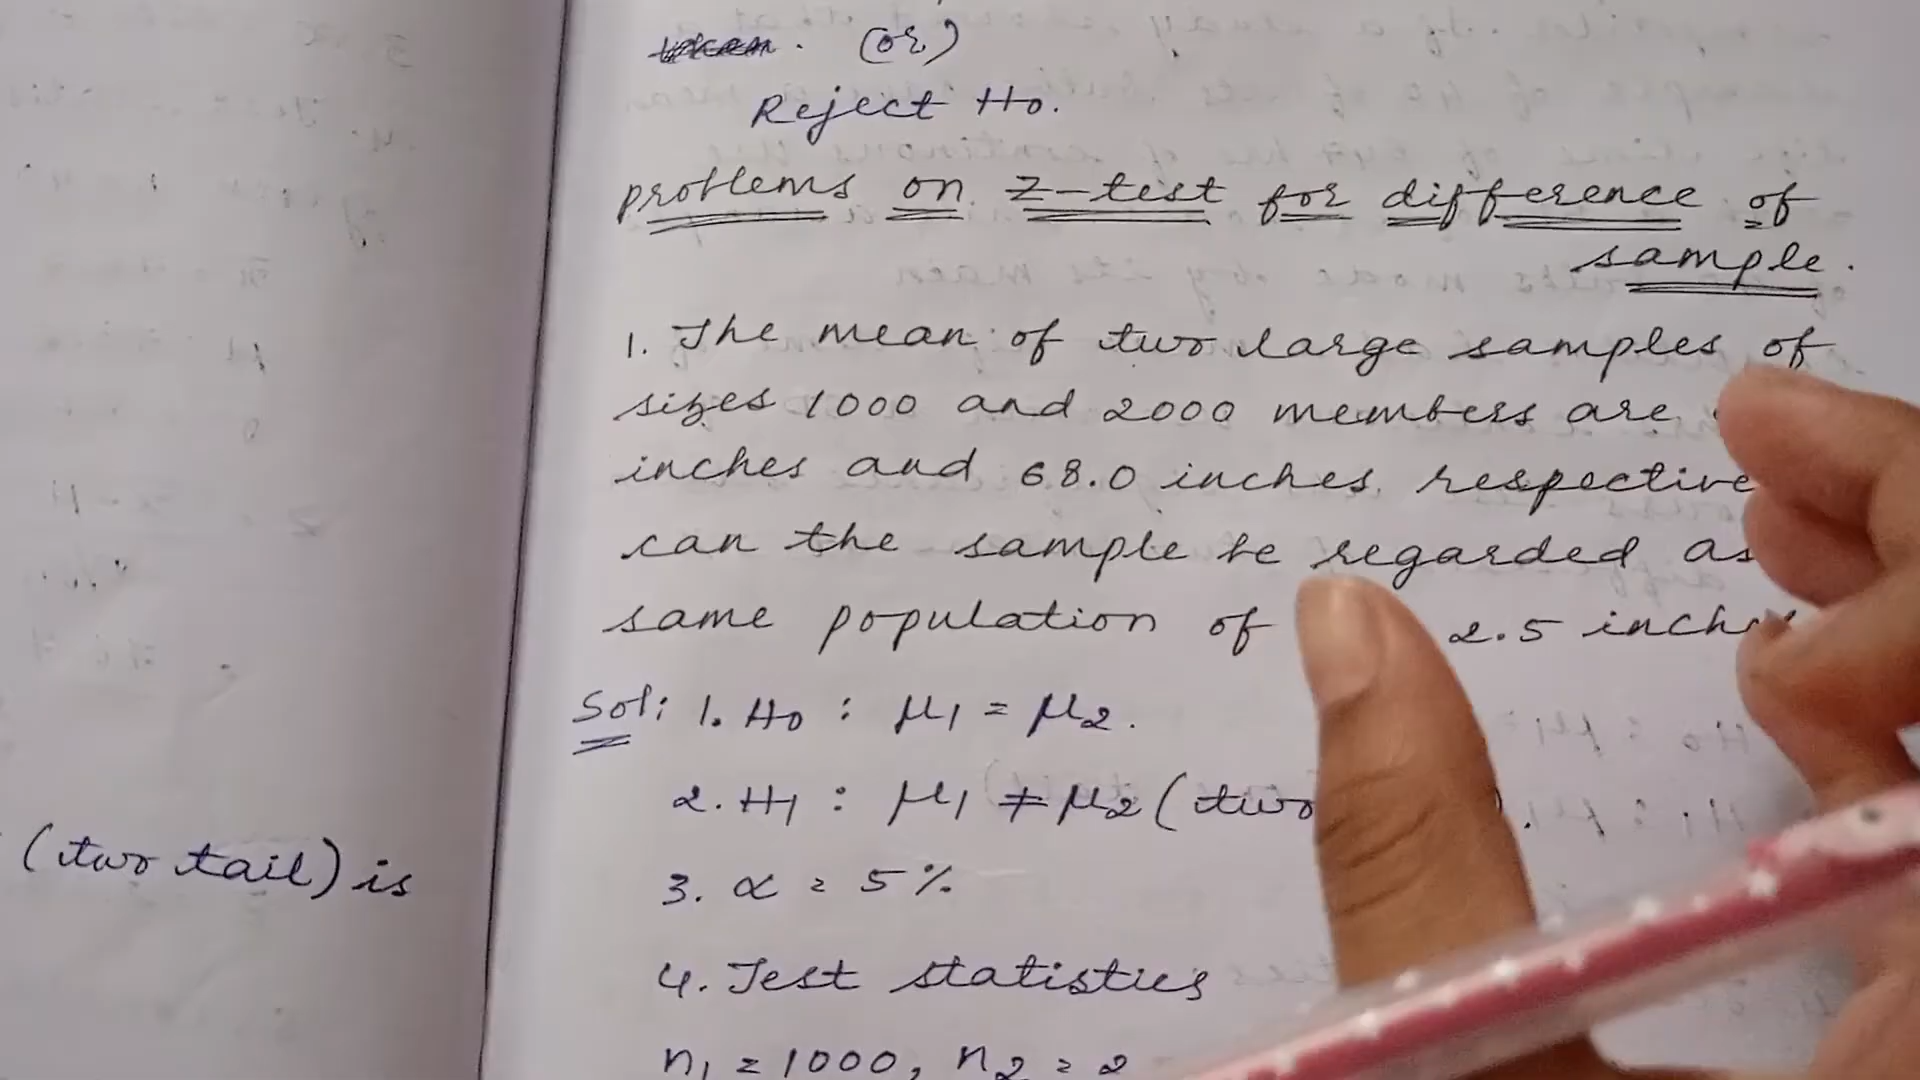 (or)
Reject Ho.
problems on Z-test for difference of
sample.
1. The mean of two large samples of
sizes 1000 and 2000 members are
inches and 68.0 inches respective
can the sample be regarded as
same population of 2.5 inch
Sol: 1. Ho : μ1 = μ2.
2. H1 : μ1 ≠ μ2 (two
(two tail) is
3. α = 5%
4. Test statistics
n1 = 1000, n2 = 2